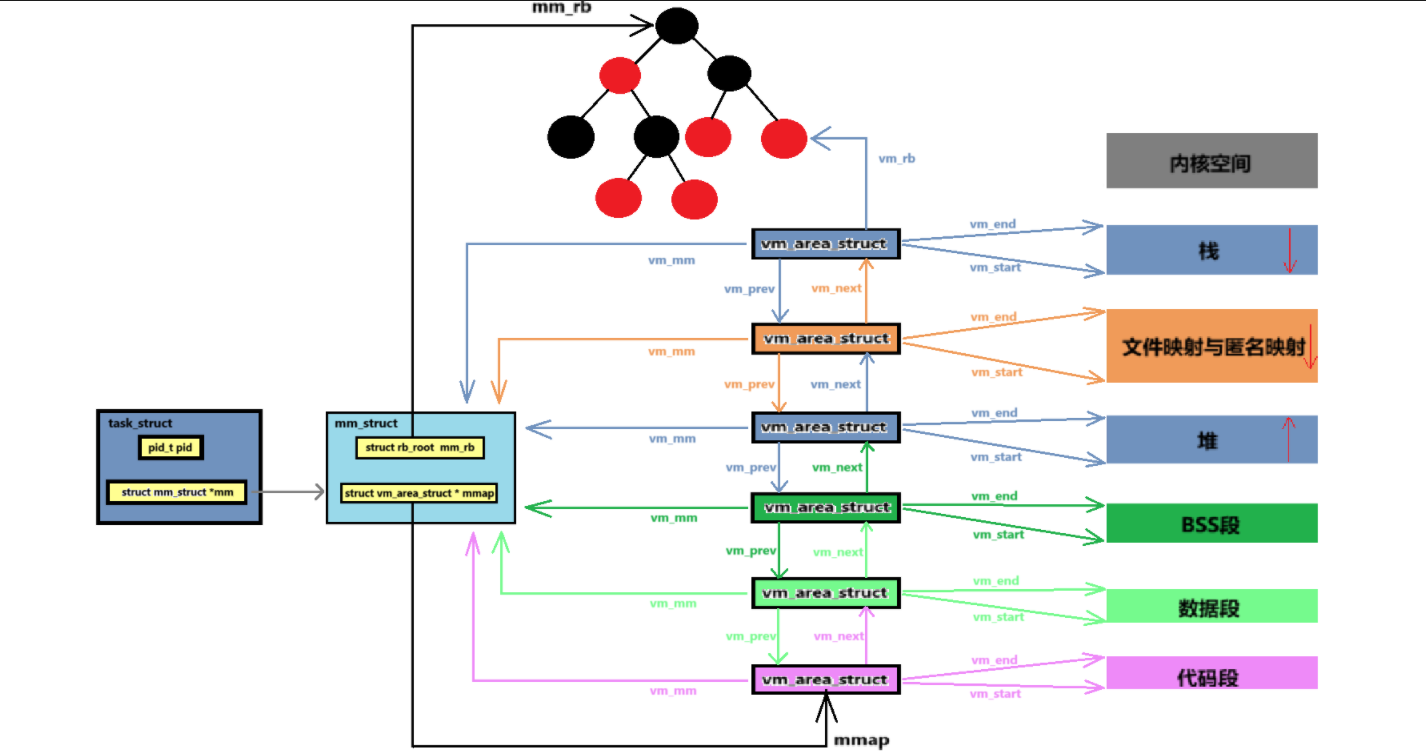 mm_rb
vm_rb
内核空间
vm_area_struct
vm_end
vm_start
栈
vm_mm
vm_prev
vm_next
vm_area_struct
vm_end
vm_start
文件映射与匿名映射
vm_mm
vm_prev
vm_next
task_struct
pid_t pid
struct mm_struct *mm
mm_struct
struct rb_root mm_rb
struct vm_area_struct * mmap
vm_area_struct
vm_end
vm_start
堆
vm_mm
vm_prev
vm_next
vm_area_struct
vm_end
vm_start
BSS段
vm_mm
vm_prev
vm_next
vm_area_struct
vm_end
vm_start
数据段
vm_mm
vm_prev
vm_next
vm_area_struct
vm_end
vm_start
代码段
vm_mm
mmap